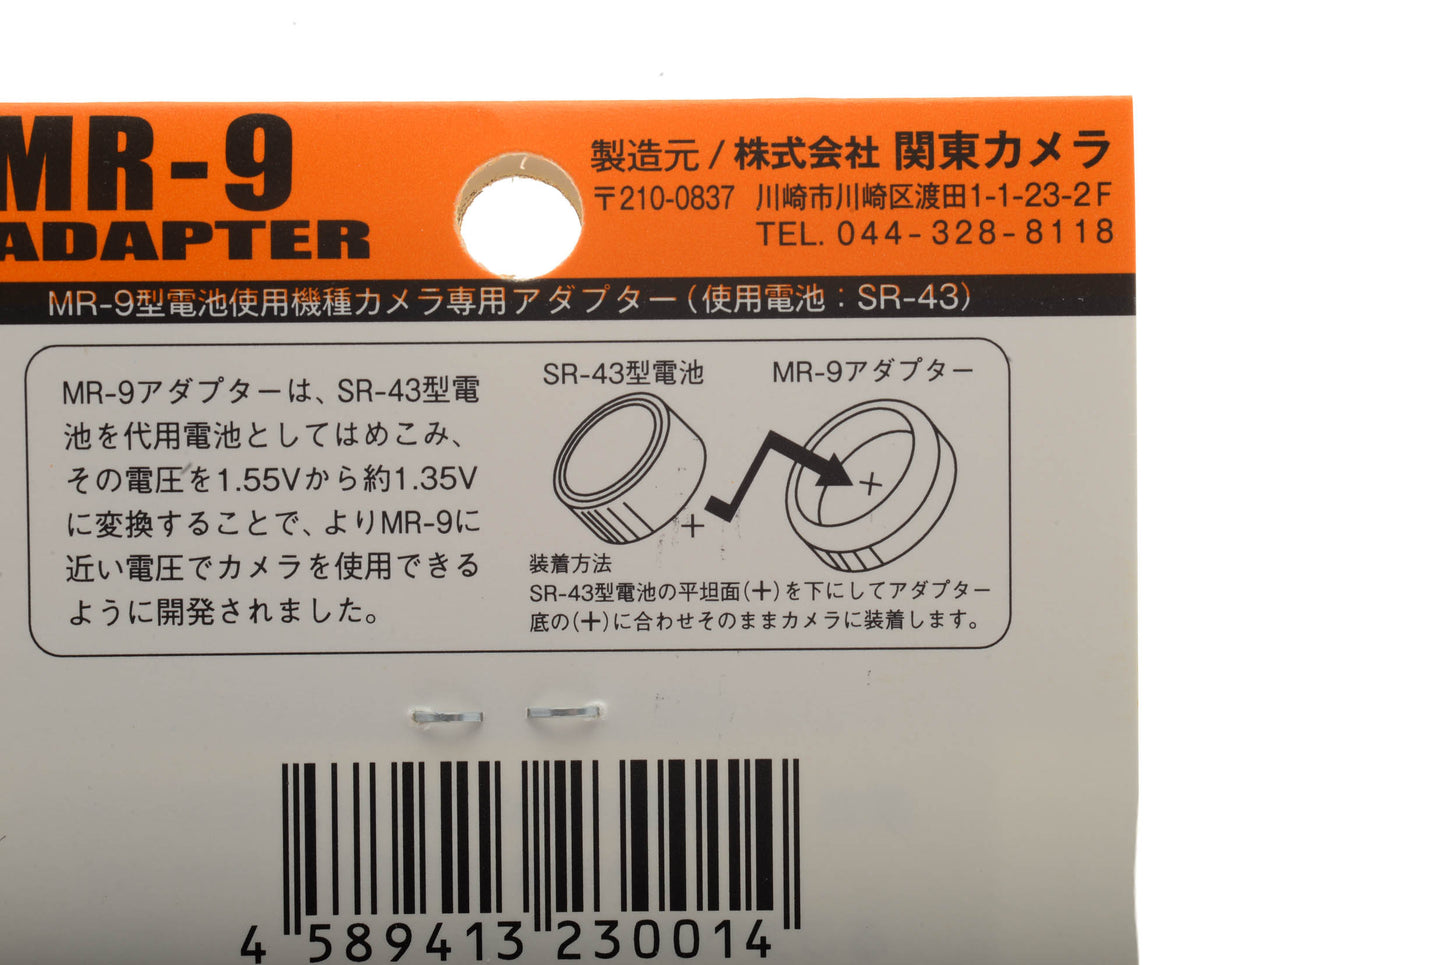 MR-9
ADAPTER
製造元 / 株式会社 関東カメラ
〒210-0837 川崎市川崎区渡田1-1-23-2F
TEL. 044-328-8118
MR-9型電池使用機種カメラ専用アダプター（使用電池：SR-43）
MR-9アダプターは、SR-43型電
池を代用電池としてはめこみ、
その電圧を1.55Vから約1.35V
に変換することで、よりMR-9に
近い電圧でカメラを使用できる
ように開発されました。
SR-43型電池
MR-9アダプター
+
+
装着方法
SR-43型電池の平坦面(+)を下にしてアダプター
底の(+)に合わせそのままカメラに装着します。
4 589413 230014